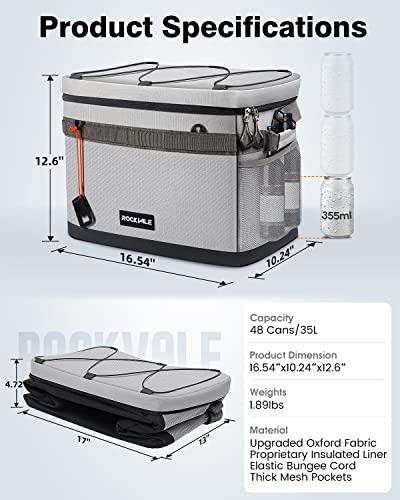 Product Specifications
12.6"
ROCKVALE
355ml
16.54"
10.24"
ROCKVALE
4.72"
17"
13"
Capacity
48 Cans/35L
Product Dimension
16.54"x10.24"x12.6"
Weights
1.89lbs
Material
Upgraded Oxford Fabric
Proprietary Insulated Liner
Elastic Bungee Cord
Thick Mesh Pockets